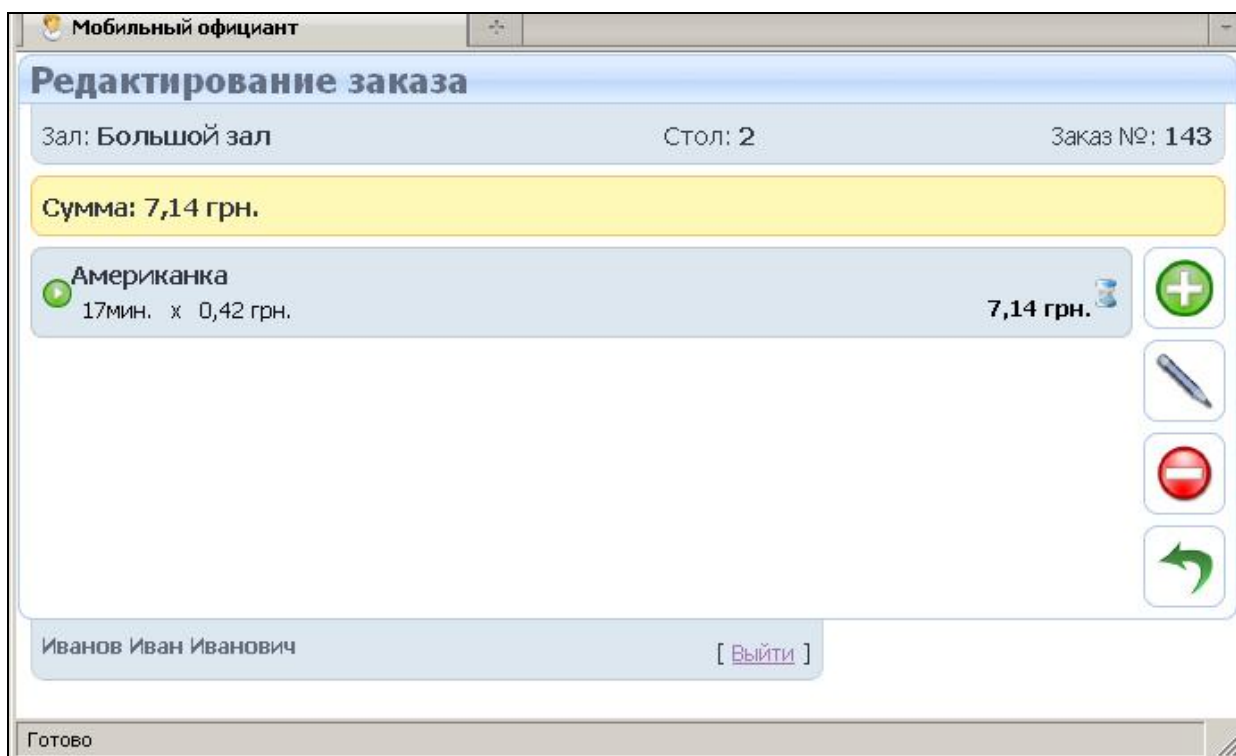 Мобильный официант
Редактирование заказа
Зал: Большой зал Стол: 2 Заказ №: 143
Сумма: 7,14 грн.
Американка
17мин. x 0,42 грн. 7,14 грн.
Иванов Иван Иванович [ Выйти ]
Готово